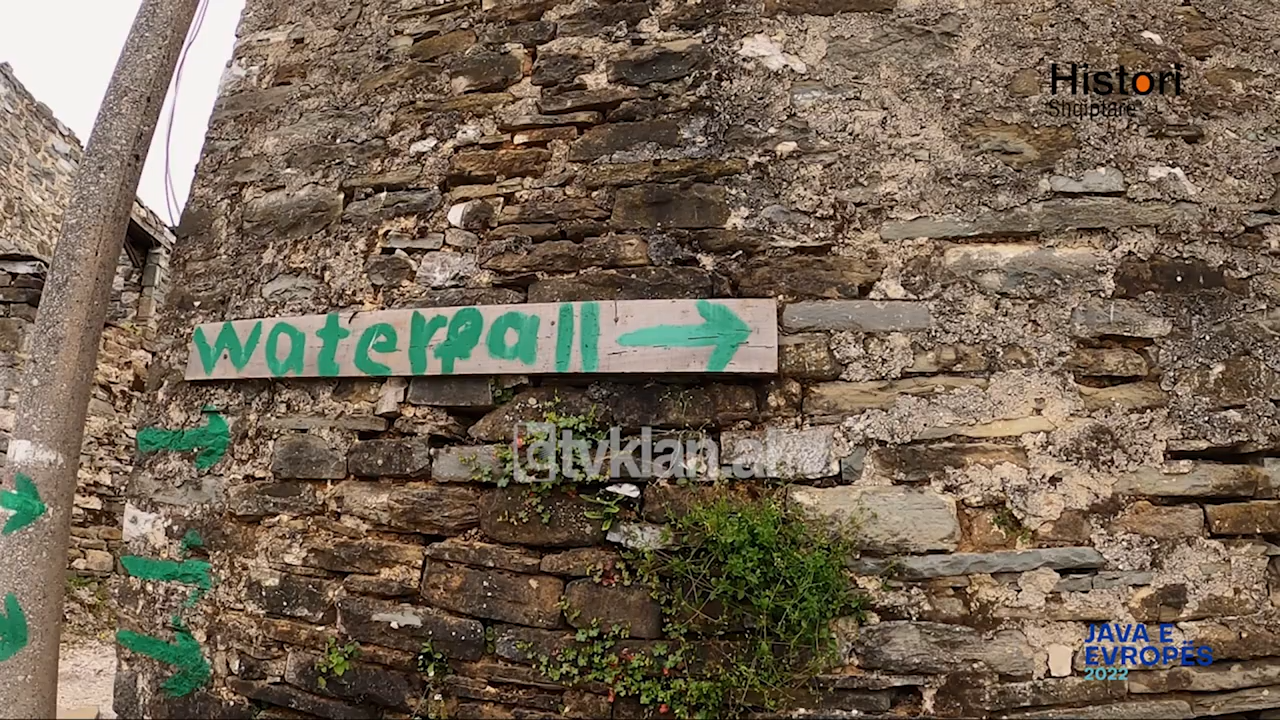 Histori
Shqiptare
waterfall
tvklan.al
JAVA E
EVROPËS
2022